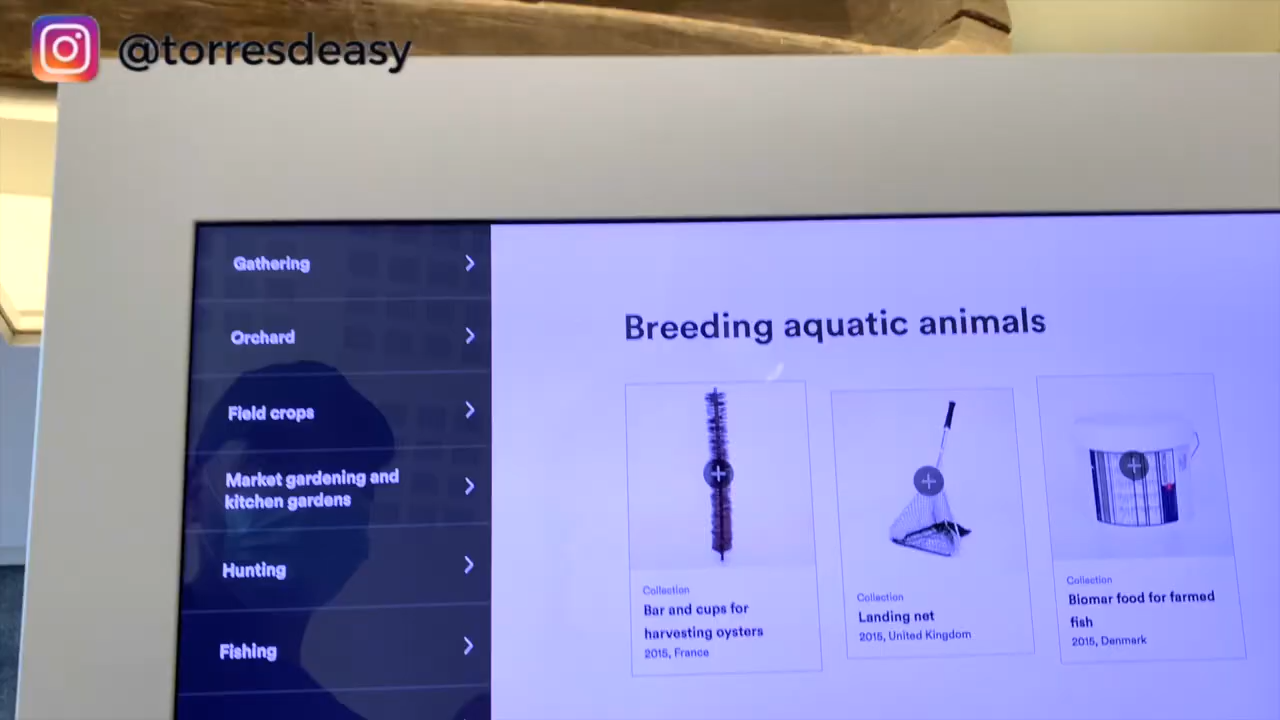 @torresdeasy
Gathering
Orchard
Field crops
Market gardening and
kitchen gardens
Hunting
Fishing
Breeding aquatic animals
Collection
Bar and cups for
harvesting oysters
2015, France
Collection
Landing net
2015, United Kingdom
Collection
Biomar food for farmed
fish
2015, Denmark